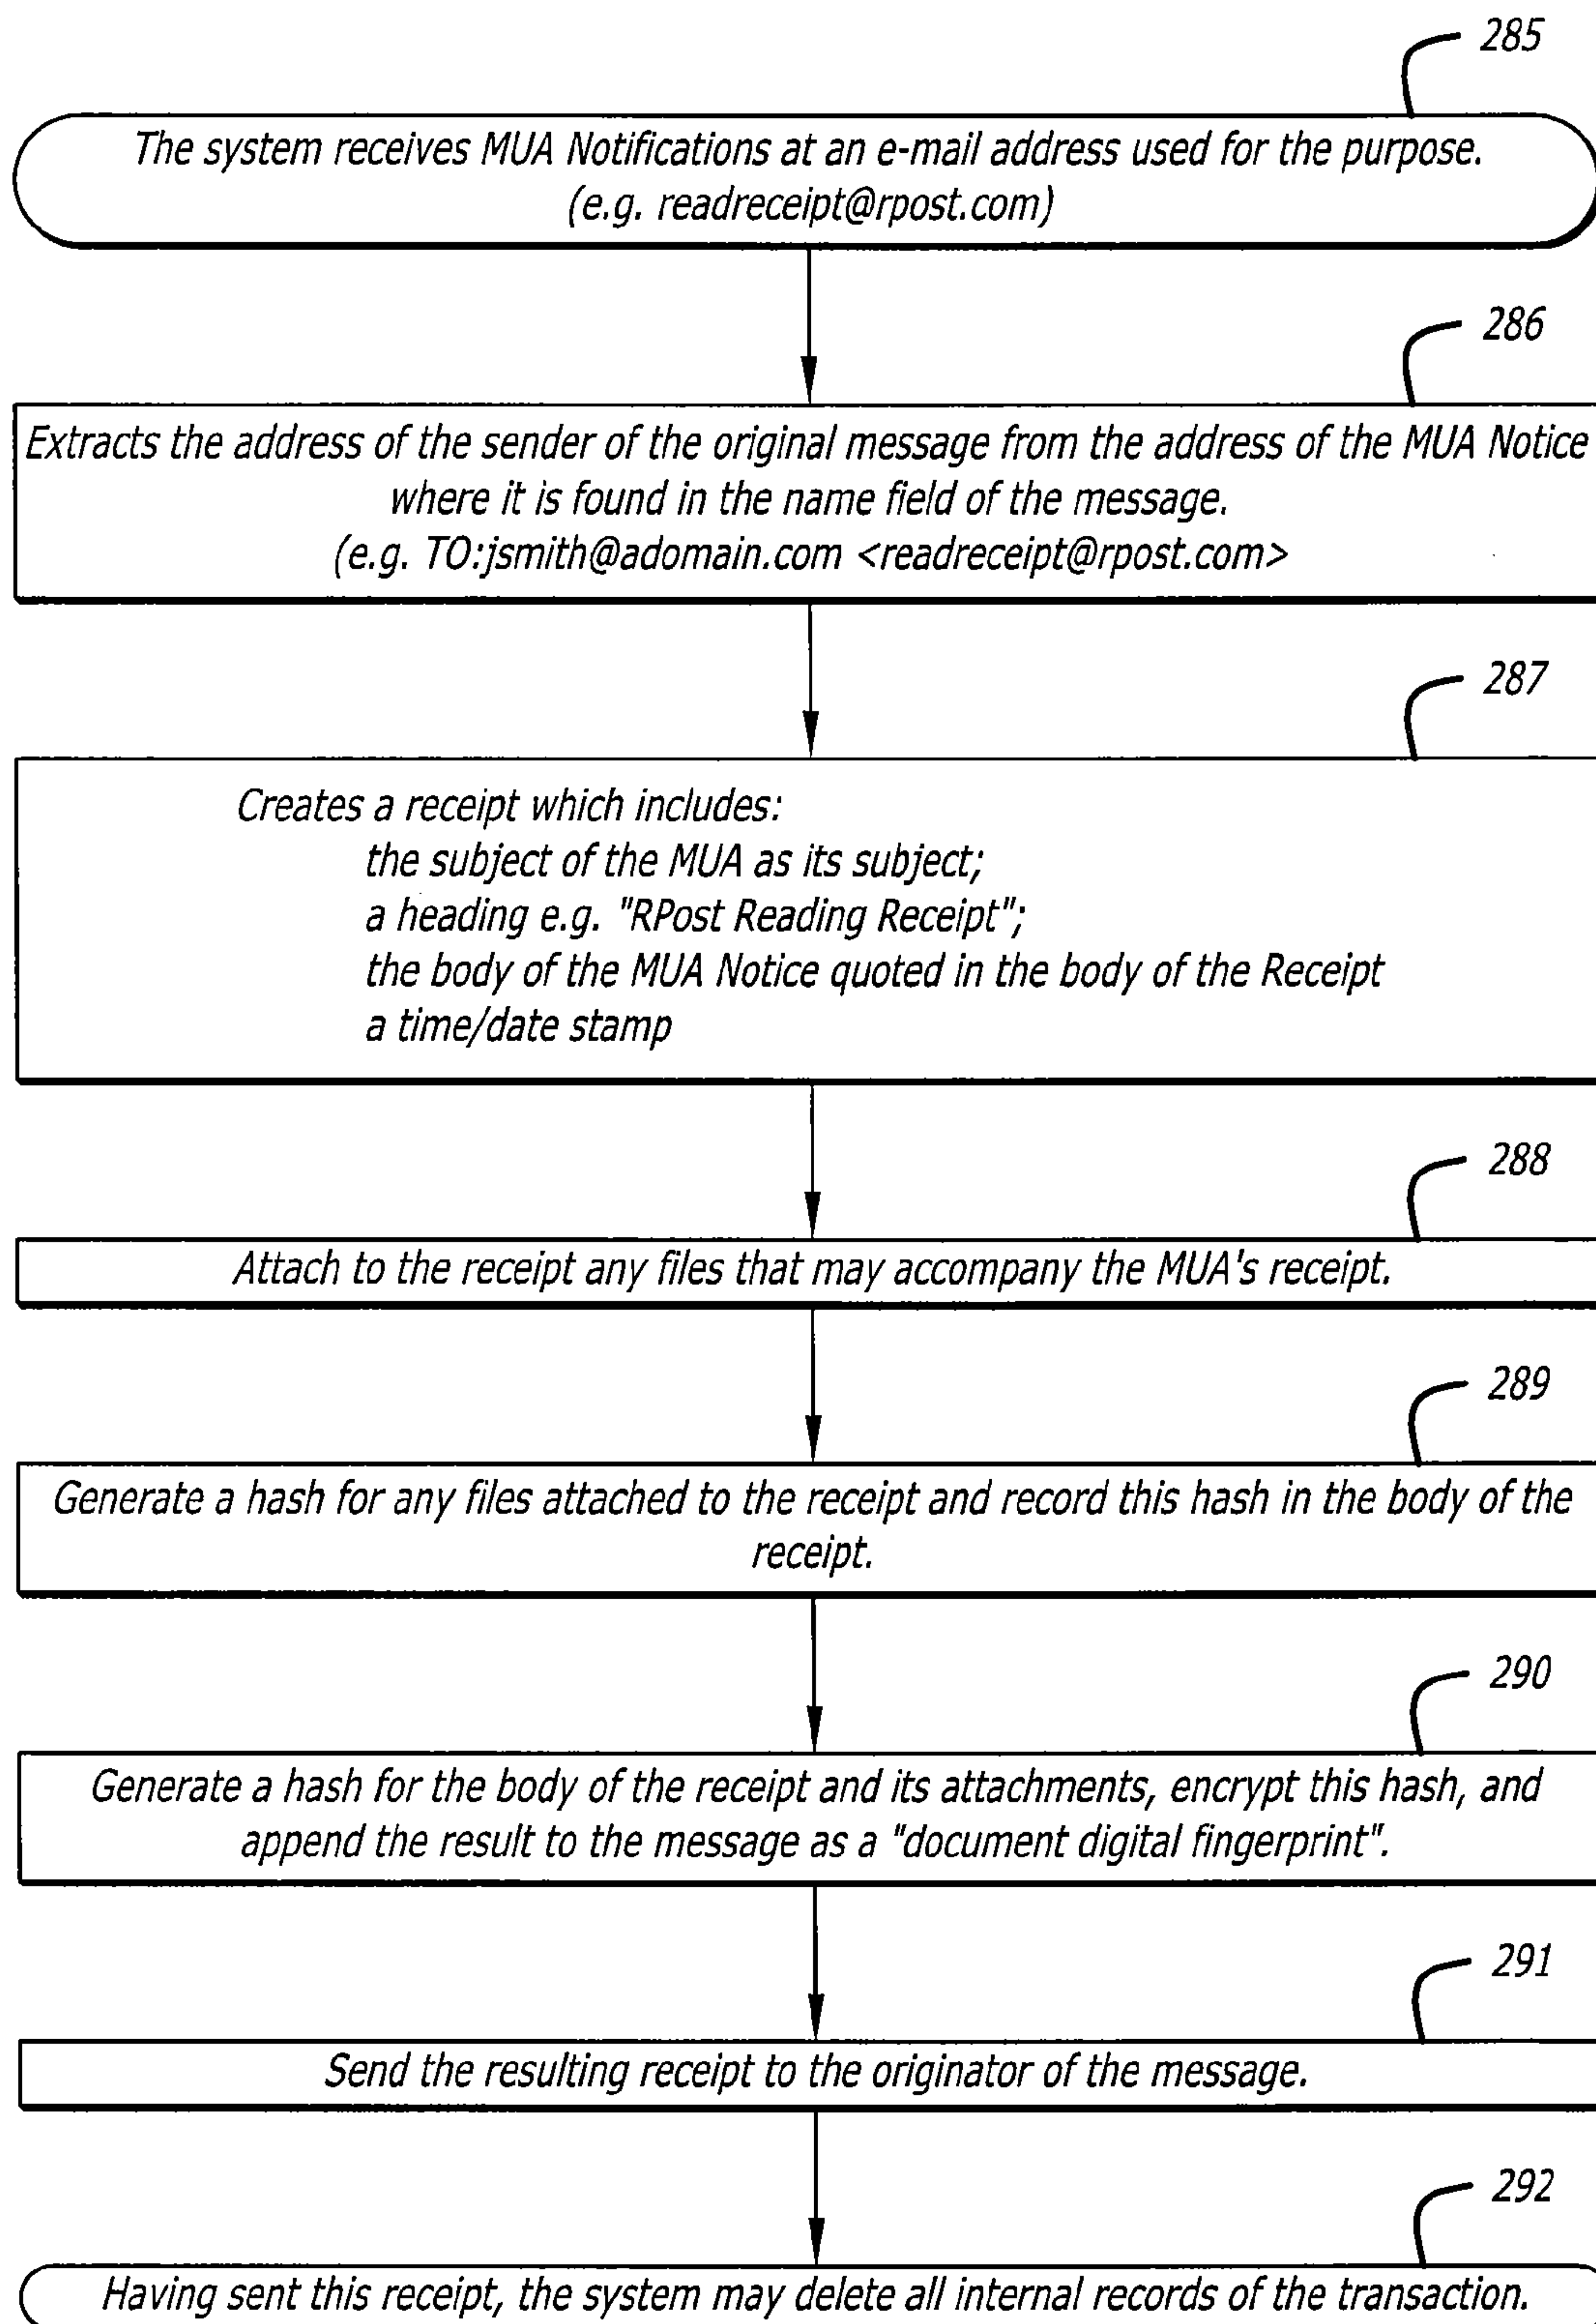 285
The system receives MUA Notifications at an e-mail address used for the purpose.
(e.g. readreceipt@rpost.com)
286
Extracts the address of the sender of the original message from the address of the MUA Notice
where it is found in the name field of the message.
(e.g. TO:jsmith@adomain.com <readreceipt@rpost.com>
287
Creates a receipt which includes:
the subject of the MUA as its subject;
a heading e.g. "RPost Reading Receipt";
the body of the MUA Notice quoted in the body of the Receipt
a time/date stamp
288
Attach to the receipt any files that may accompany the MUA's receipt.
289
Generate a hash for any files attached to the receipt and record this hash in the body of the
receipt.
290
Generate a hash for the body of the receipt and its attachments, encrypt this hash, and
append the result to the message as a "document digital fingerprint".
291
Send the resulting receipt to the originator of the message.
292
Having sent this receipt, the system may delete all internal records of the transaction.